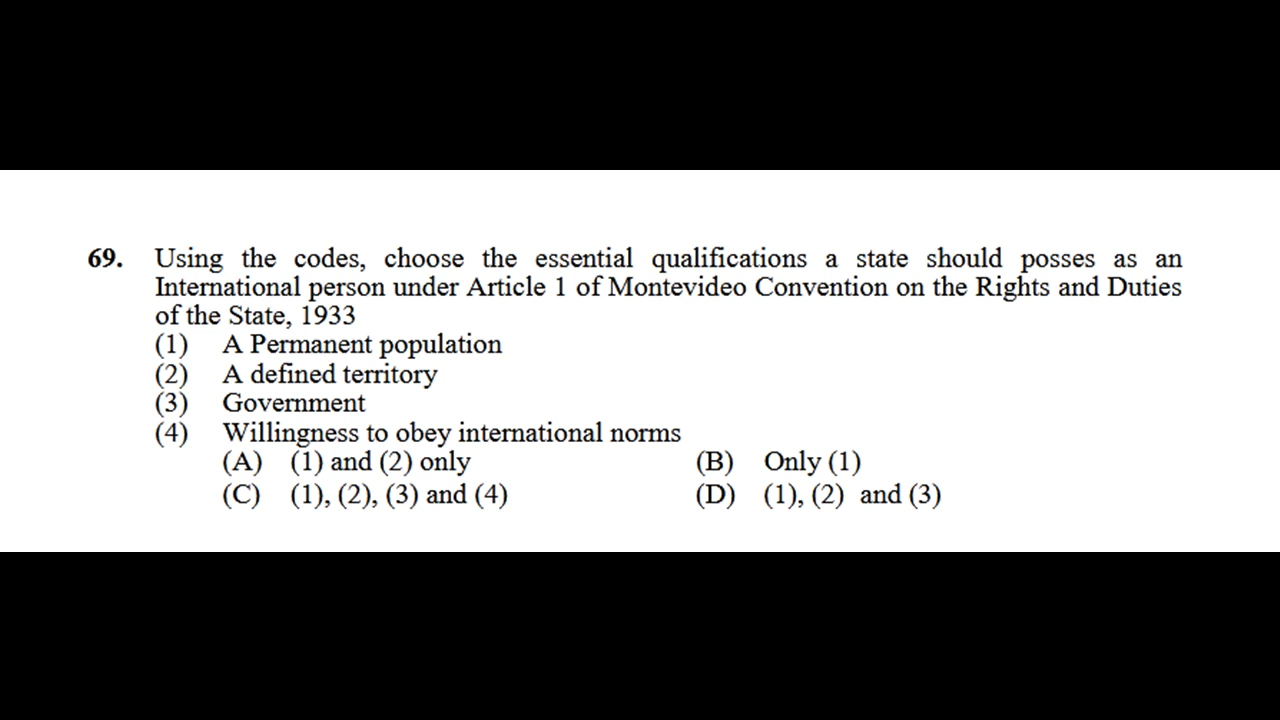 69. Using the codes, choose the essential qualifications a state should posses as an
International person under Article 1 of Montevideo Convention on the Rights and Duties
of the State, 1933
(1) A Permanent population
(2) A defined territory
(3) Government
(4) Willingness to obey international norms
(A) (1) and (2) only (B) Only (1)
(C) (1), (2), (3) and (4) (D) (1), (2) and (3)